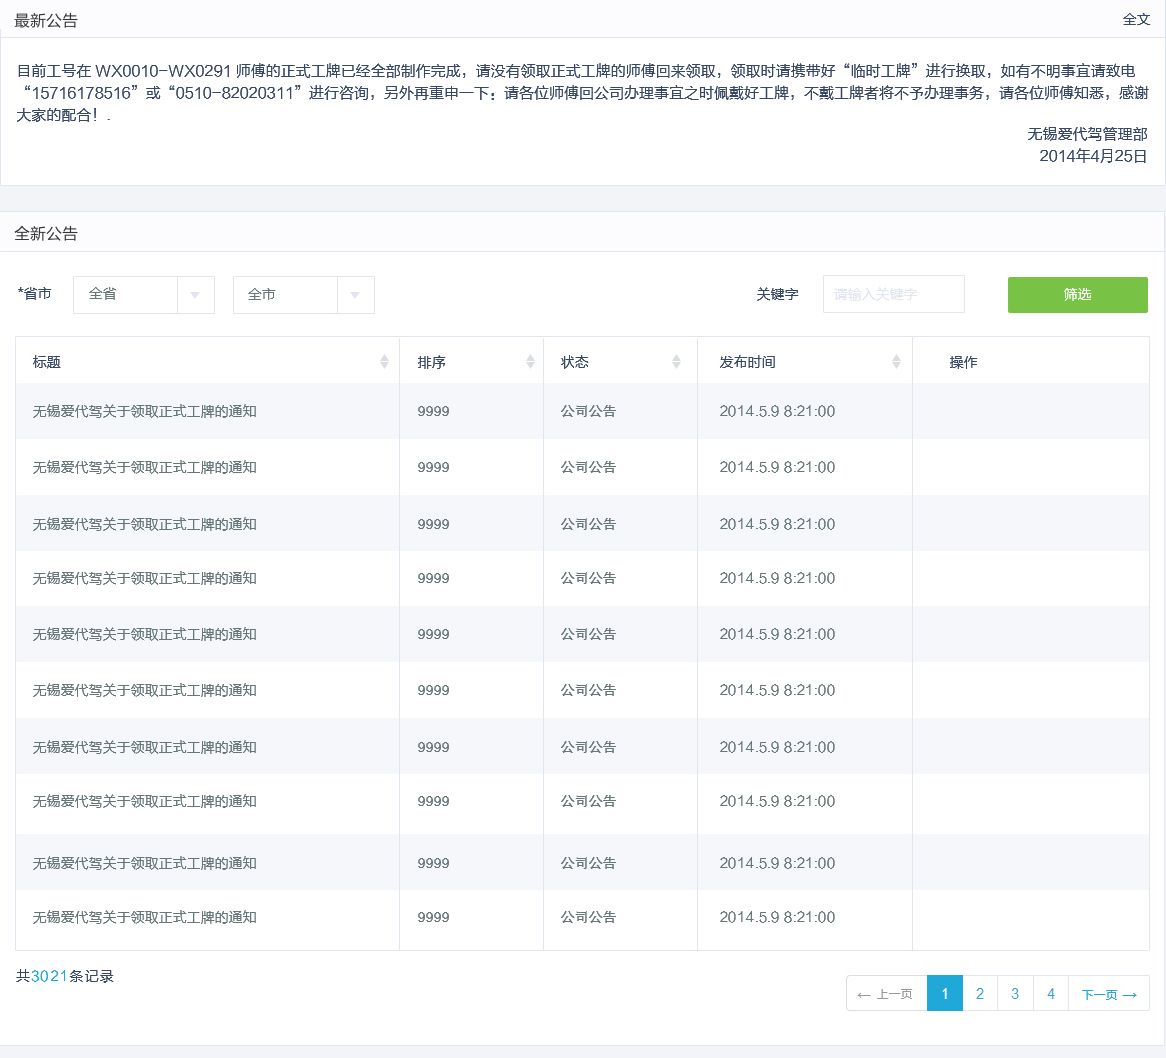 最新公告 全文
目前工号在 WX0010-WX0291 师傅的正式工牌已经全部制作完成，请没有领取正式工牌的师傅回来领取，领取时请携带好“临时工牌”进行换取，如有不明事宜请致电
“15716178516”或“0510-82020311”进行咨询，另外再重申一下：请各位师傅回公司办理事宜之时佩戴好工牌，不戴工牌者将不予办理事务，请各位师傅知悉，感谢
大家的配合！.
无锡爱代驾管理部
2014年4月25日
全新公告
*省市 全省 全市 关键字 请输入关键字 筛选
标题 排序 状态 发布时间 操作
无锡爱代驾关于领取正式工牌的通知 9999 公司公告 2014.5.9 8:21:00
无锡爱代驾关于领取正式工牌的通知 9999 公司公告 2014.5.9 8:21:00
无锡爱代驾关于领取正式工牌的通知 9999 公司公告 2014.5.9 8:21:00
无锡爱代驾关于领取正式工牌的通知 9999 公司公告 2014.5.9 8:21:00
无锡爱代驾关于领取正式工牌的通知 9999 公司公告 2014.5.9 8:21:00
无锡爱代驾关于领取正式工牌的通知 9999 公司公告 2014.5.9 8:21:00
无锡爱代驾关于领取正式工牌的通知 9999 公司公告 2014.5.9 8:21:00
无锡爱代驾关于领取正式工牌的通知 9999 公司公告 2014.5.9 8:21:00
无锡爱代驾关于领取正式工牌的通知 9999 公司公告 2014.5.9 8:21:00
无锡爱代驾关于领取正式工牌的通知 9999 公司公告 2014.5.9 8:21:00
共3021条记录
← 上一页 1 2 3 4 下一页 →